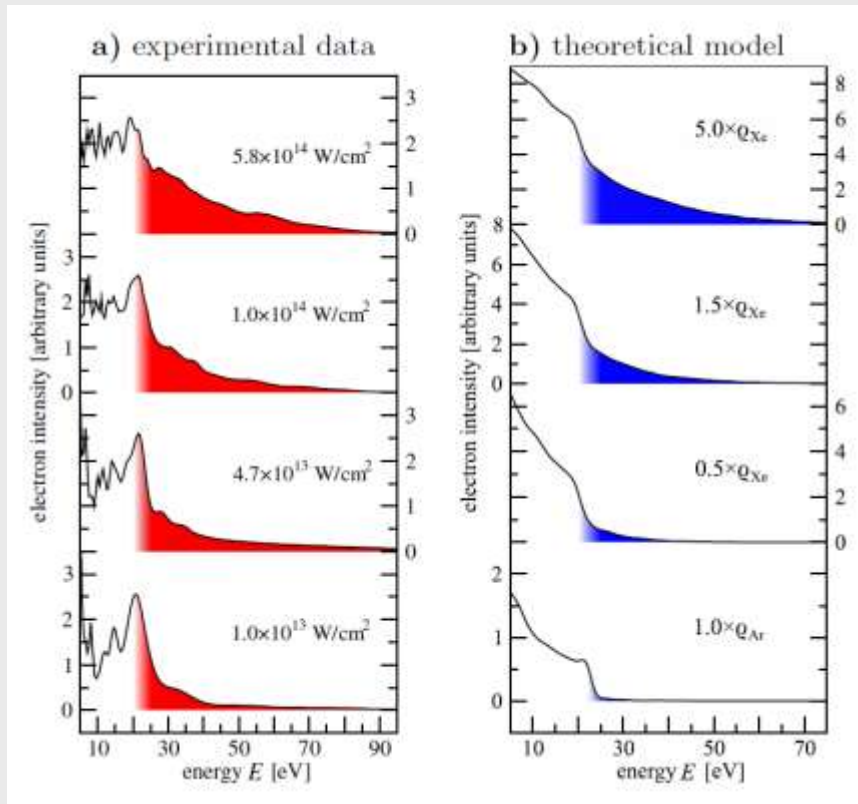 a) experimental data
3
2
1
0
5.8×10¹⁴ W/cm²
3
2
1
0
3
2
1
0
1.0×10¹⁴ W/cm²
3
2
1
0
4.7×10¹³ W/cm²
3
2
1
0
1.0×10¹³ W/cm²
electron intensity [arbitrary units]
10 30 50 70 90
energy E [eV]
b) theoretical model
8
6
4
2
0
5.0×ϱXe
8
6
4
2
0
1.5×ϱXe
6
4
2
0
0.5×ϱXe
2
1
0
1.0×ϱAr
electron intensity [arbitrary units]
10 30 50 70
energy E [eV]